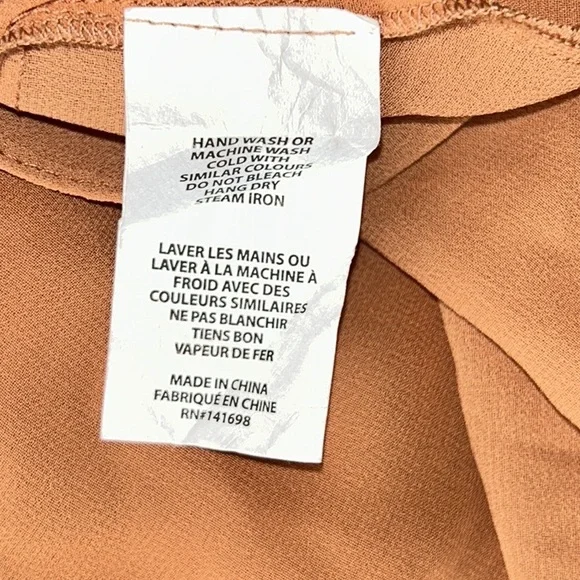 HAND WASH OR
MACHINE WASH
COLD WITH
SIMILAR COLOURS
DO NOT BLEACH
HANG DRY
STEAM IRON
LAVER LES MAINS OU
LAVER À LA MACHINE À
FROID AVEC DES
COULEURS SIMILAIRES
NE PAS BLANCHIR
TIENS BON
VAPEUR DE FER
MADE IN CHINA
FABRIQUÉ EN CHINE
RN#141698